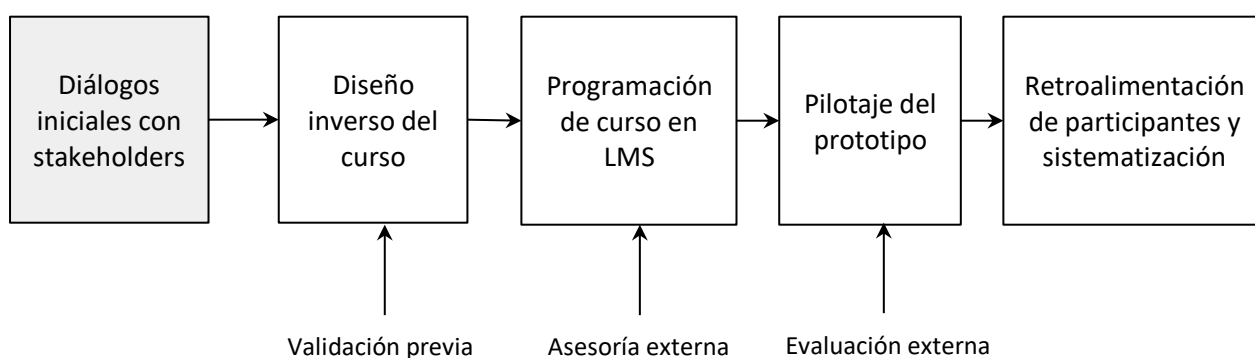 Diálogos
iniciales con
stakeholders
Diseño
inverso del
curso
Programación
de curso en
LMS
Pilotaje del
prototipo
Retroalimentación
de participantes y
sistematización
Validación previa
Asesoría externa
Evaluación externa